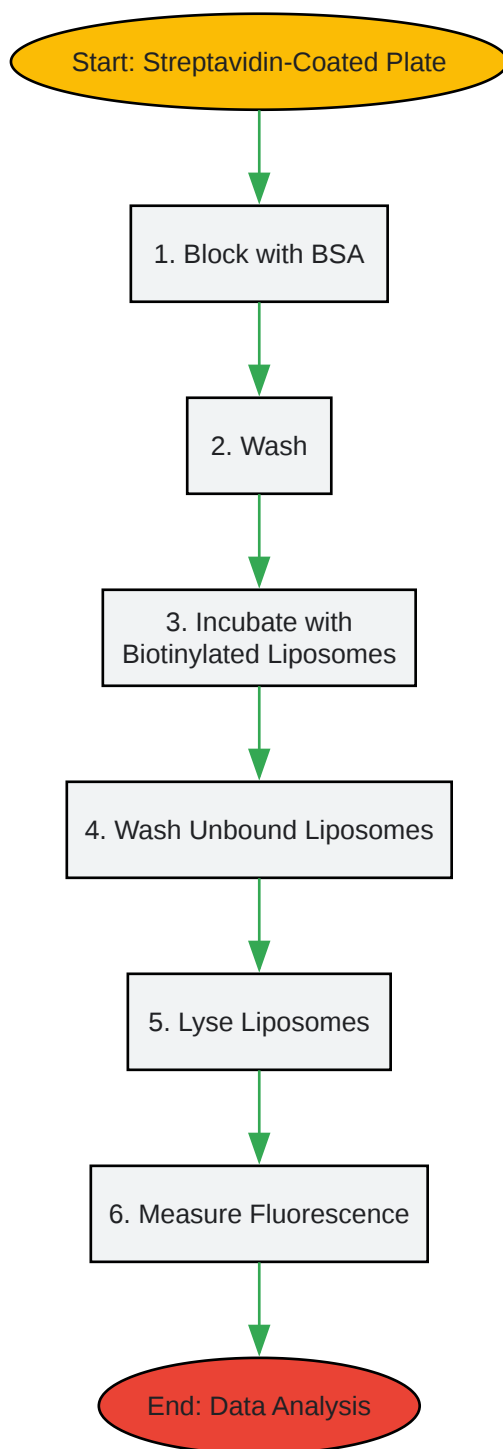 Start: Streptavidin-Coated Plate
1. Block with BSA
2. Wash
3. Incubate with
Biotinylated Liposomes
4. Wash Unbound Liposomes
5. Lyse Liposomes
6. Measure Fluorescence
End: Data Analysis